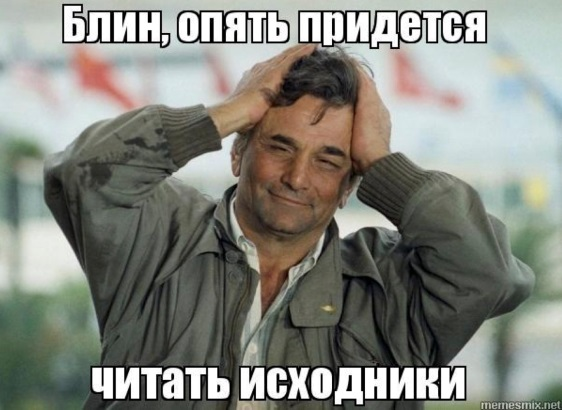 Блин, опять придется
читать исходники
memesmix.net